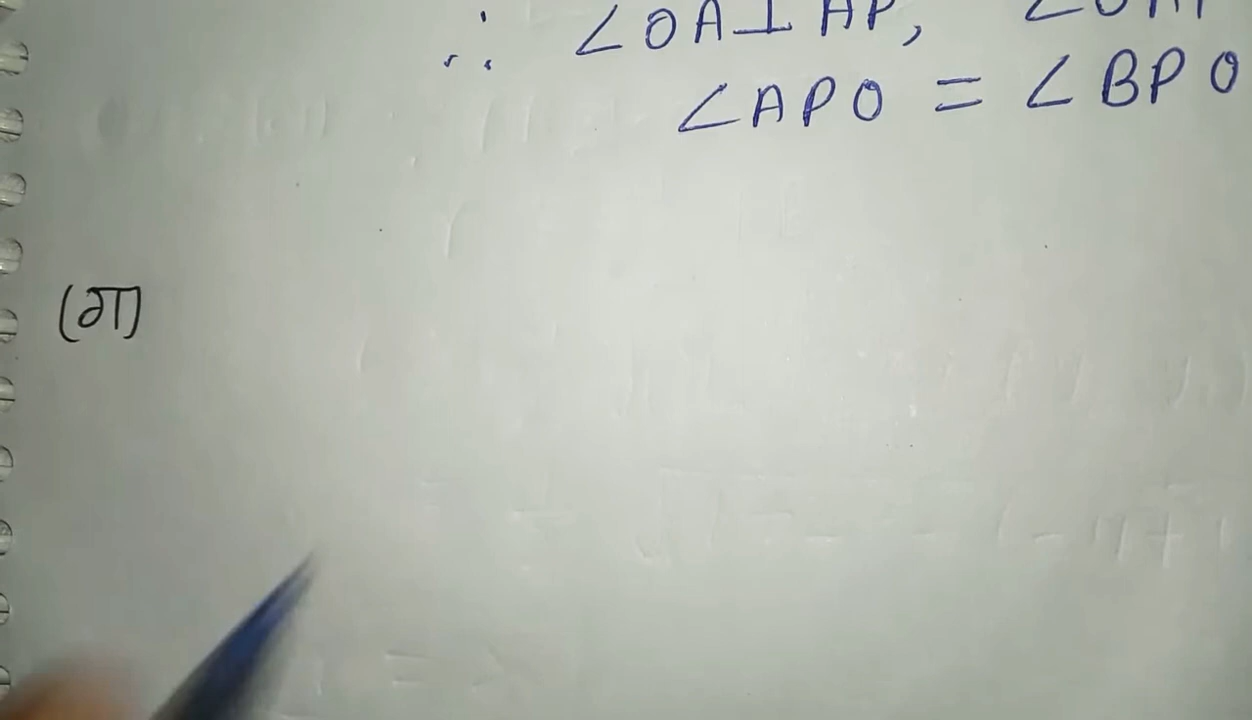 ∴ ∠OA⊥AP,
∠APO = ∠BPO
(ग)